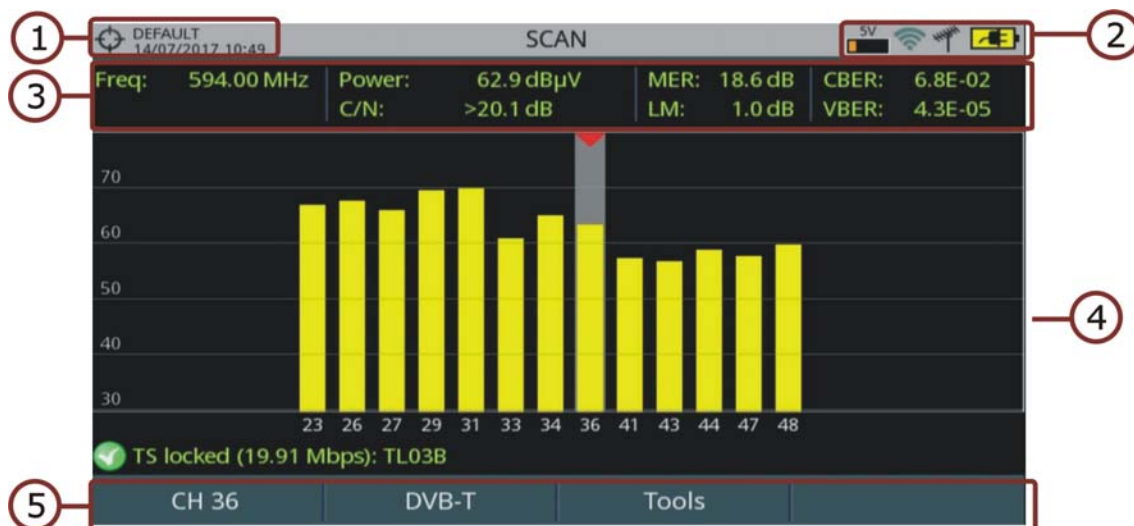 1
DEFAULT
14/07/2017 10:49
SCAN
5V
2
3
Freq: 594.00 MHz Power: 62.9 dBµV MER: 18.6 dB CBER: 6.8E-02
C/N: >20.1 dB LM: 1.0 dB VBER: 4.3E-05
70
60
50
40
30
4
23 26 27 29 31 33 34 36 41 43 44 47 48
TS locked (19.91 Mbps): TL03B
5
CH 36 DVB-T Tools